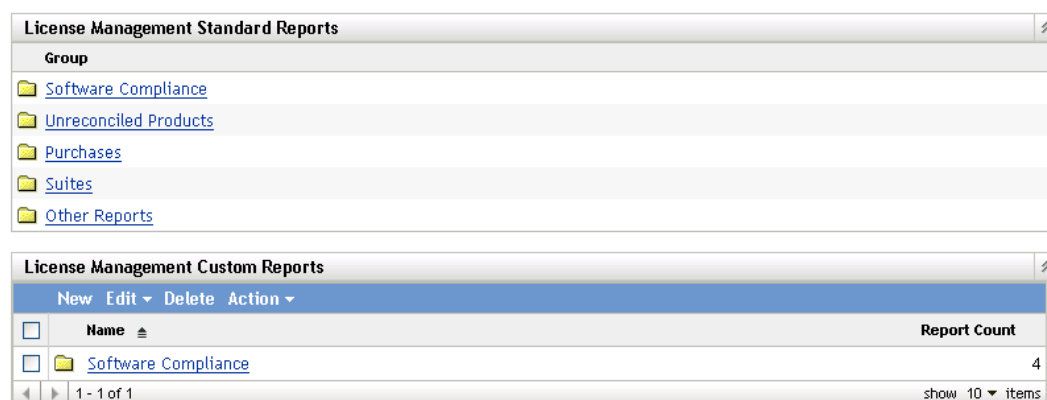 License Management Standard Reports
Group
Software Compliance
Unreconciled Products
Purchases
Suites
Other Reports
License Management Custom Reports
New Edit Delete Action
Name Report Count
Software Compliance 4
1 - 1 of 1 show 10 items